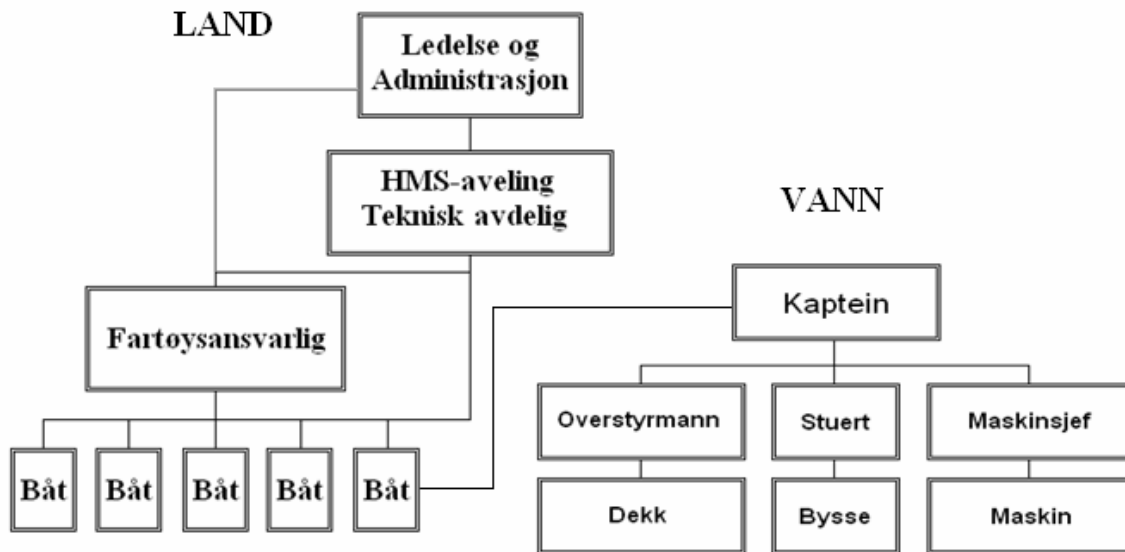 LAND
Ledelse og
Administrasjon
HMS-aveling
Teknisk avdelig
VANN
Kaptein
Fartøysansvarlig
Overstyrmann
Stuert
Maskinsjef
Båt
Båt
Båt
Båt
Båt
Dekk
Bysse
Maskin